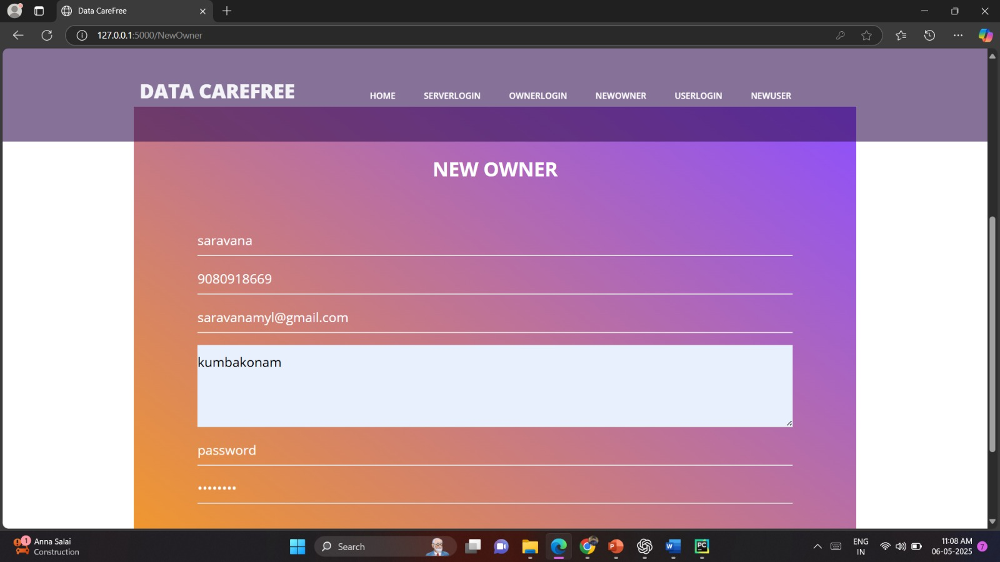 Data CareFree
127.0.0.1:5000/NewOwner
DATA CAREFREE
HOME SERVERLOGIN OWNERLOGIN NEWOWNER USERLOGIN NEWUSER
NEW OWNER
saravana
9080918669
saravanamyl@gmail.com
kumbakonam
password
••••••••
1
Anna Salai
Construction
Search
P
W
PC
ENG
IN
11:08 AM
06-05-2025
7